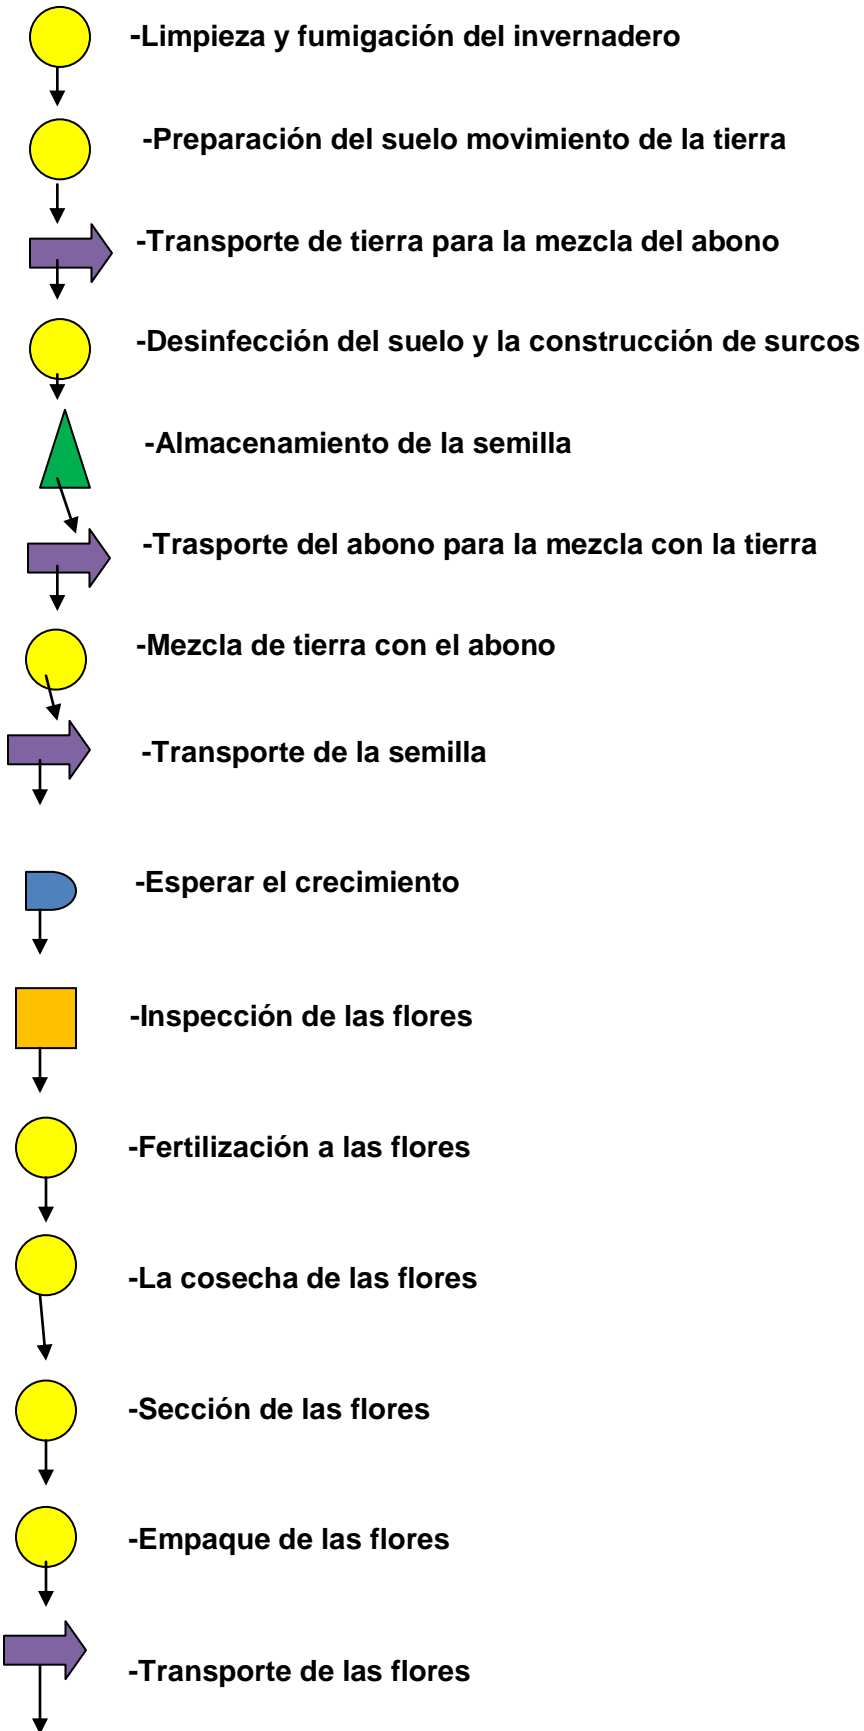 -Limpieza y fumigación del invernadero
-Preparación del suelo movimiento de la tierra
-Transporte de tierra para la mezcla del abono
-Desinfección del suelo y la construcción de surcos
-Almacenamiento de la semilla
-Trasporte del abono para la mezcla con la tierra
-Mezcla de tierra con el abono
-Transporte de la semilla
-Esperar el crecimiento
-Inspección de las flores
-Fertilización a las flores
-La cosecha de las flores
-Sección de las flores
-Empaque de las flores
-Transporte de las flores